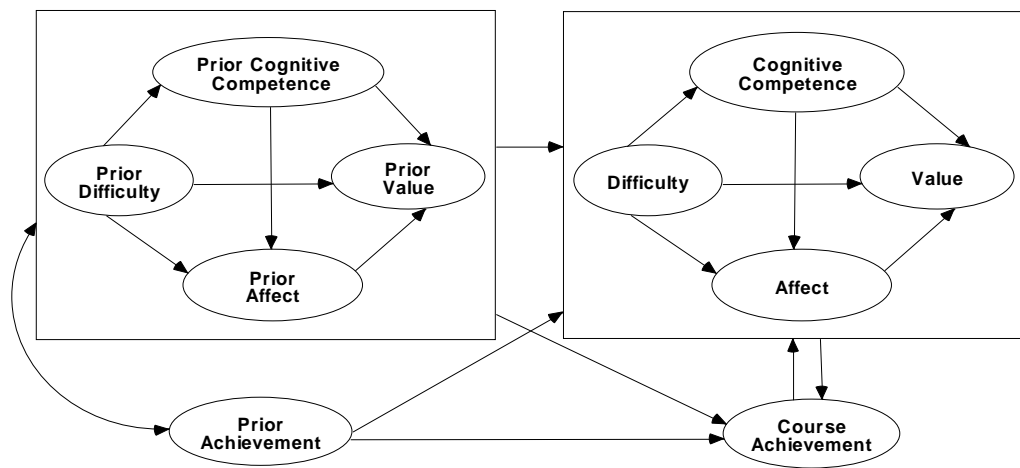 Prior Cognitive
Competence
Prior
Difficulty
Prior
Value
Prior
Affect
Cognitive
Competence
Difficulty
Value
Affect
Prior
Achievement
Course
Achievement